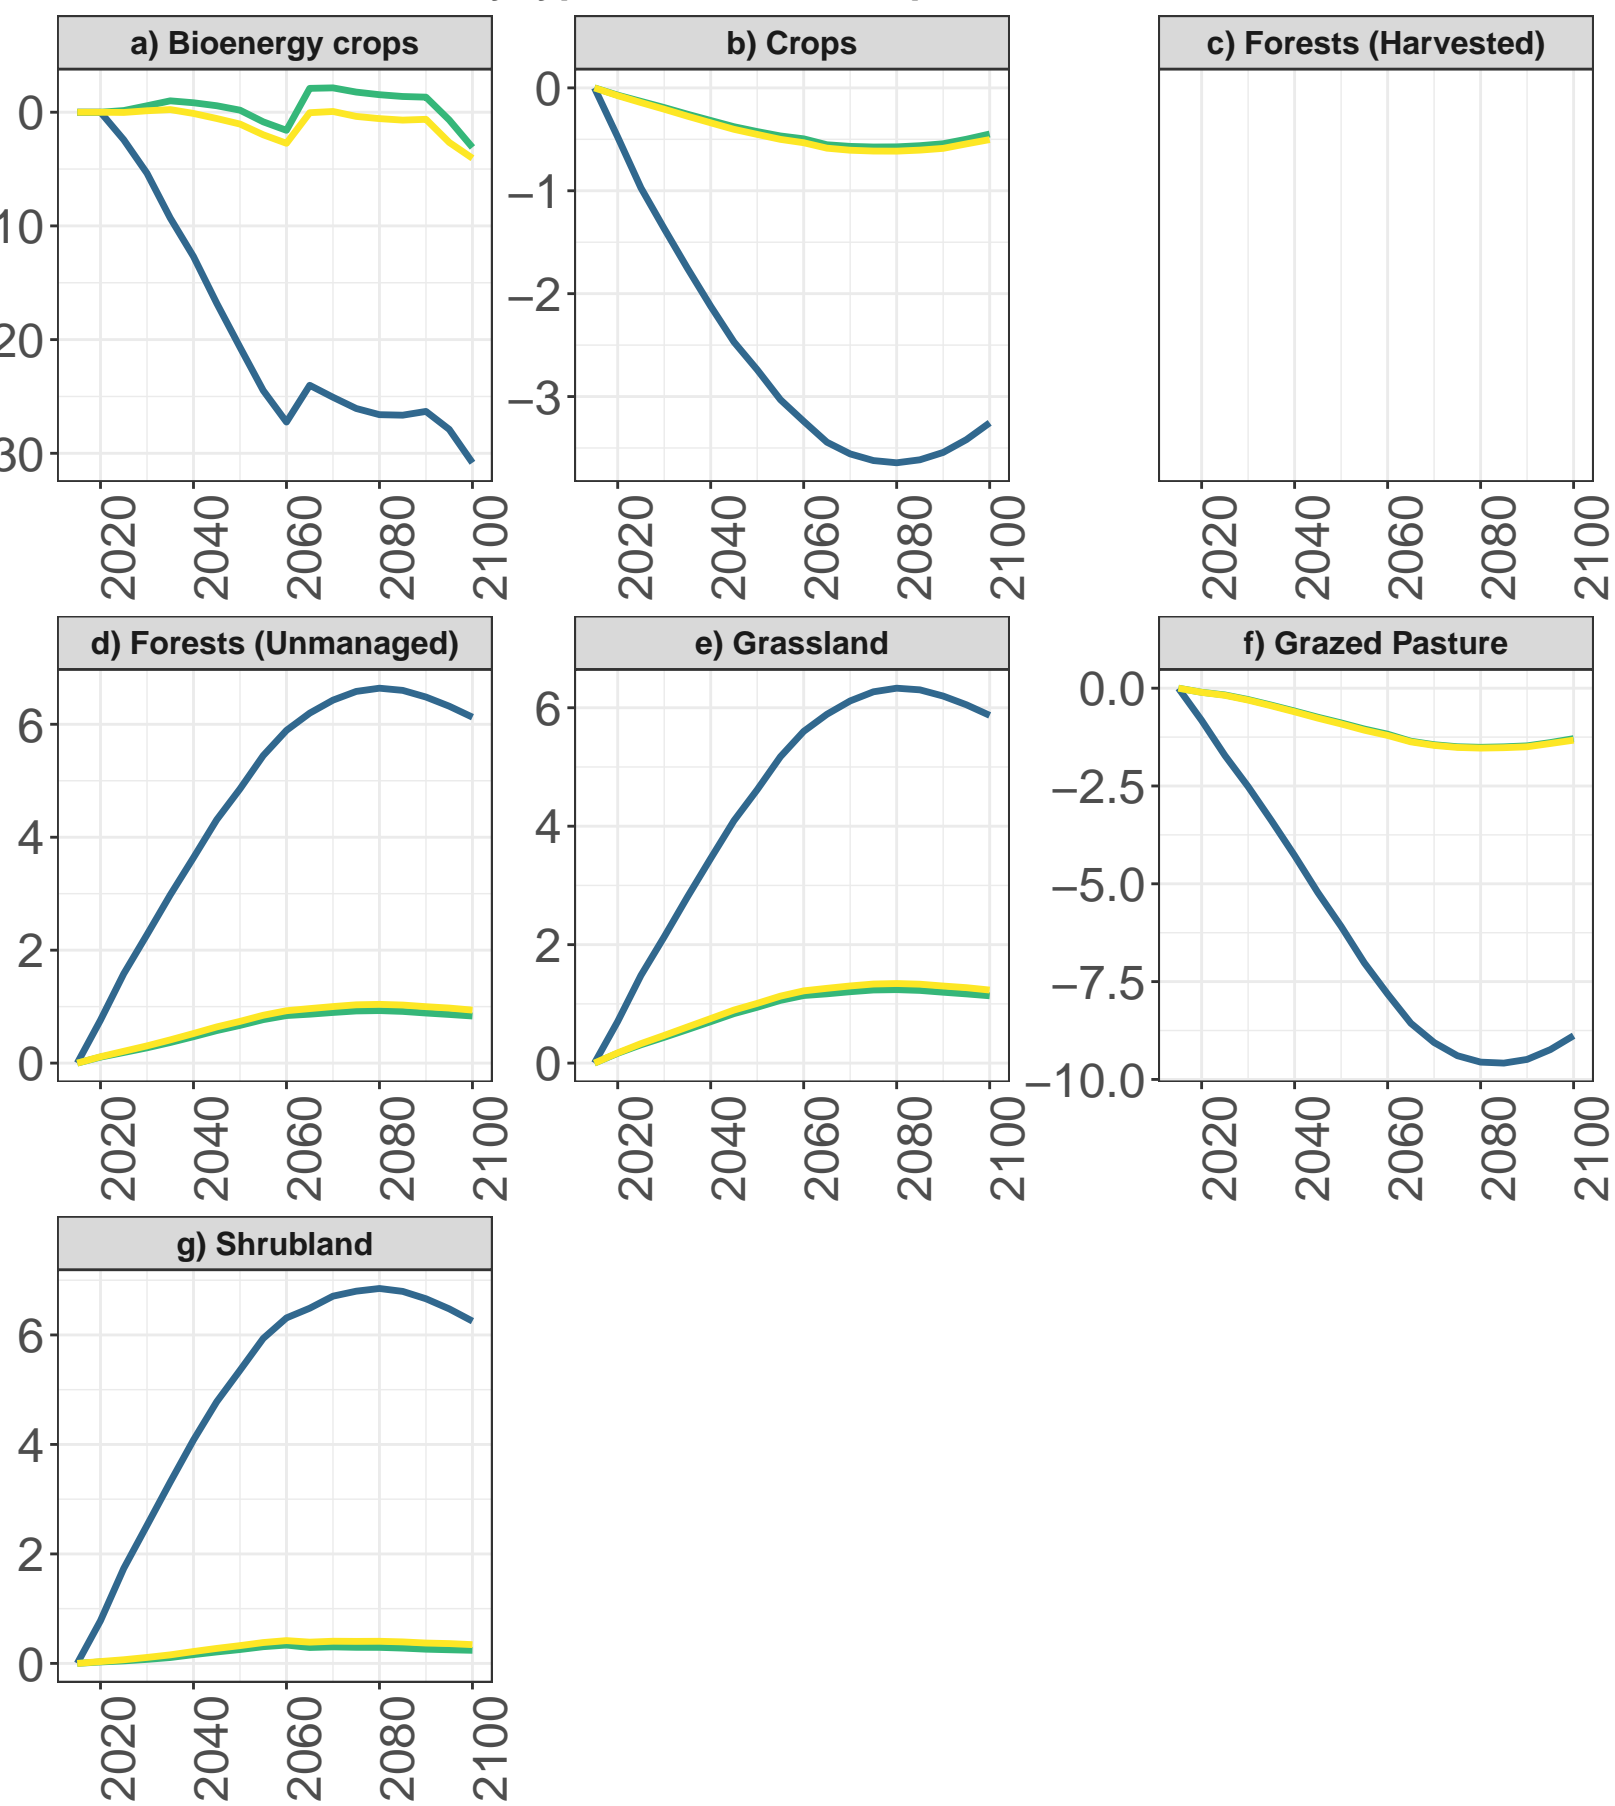 a) Bioenergy crops
b) Crops
c) Forests (Harvested)
0
10
20
30
0
−1
−2
−3
2020 2040 2060 2080 2100
2020 2040 2060 2080 2100
2020 2040 2060 2080 2100
d) Forests (Unmanaged)
e) Grassland
f) Grazed Pasture
6
4
2
0
6
4
2
0
0.0
−2.5
−5.0
−7.5
−10.0
2020 2040 2060 2080 2100
2020 2040 2060 2080 2100
2020 2040 2060 2080 2100
g) Shrubland
6
4
2
0
2020 2040 2060 2080 2100